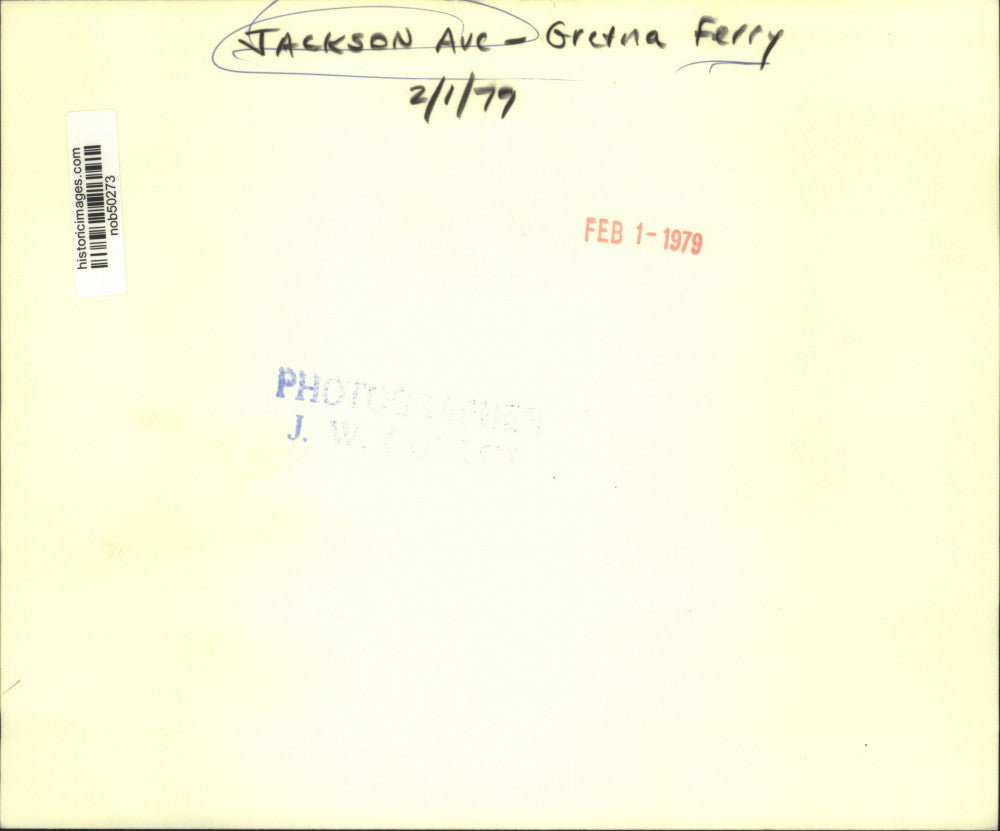 JACKSON Ave - Gretna Ferry
2/1/79
historicimages.com
nob50273
FEB 1-1979
PHOTOGRAPHER
J. W.